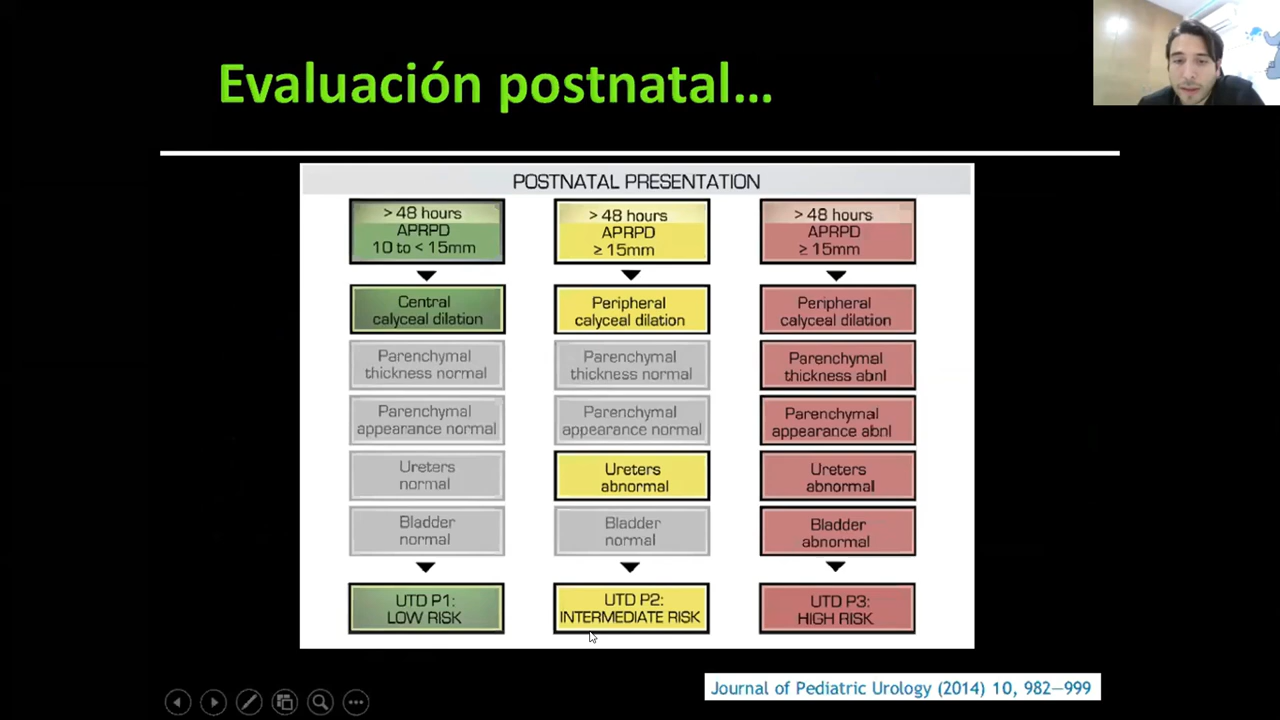 Evaluación postnatal...
POSTNATAL PRESENTATION
> 48 hours
APRPD
10 to < 15mm
Central
calyceal dilation
Parenchymal
thickness normal
Parenchymal
appearance normal
Ureters
normal
Bladder
normal
UTD P1:
LOW RISK
> 48 hours
APRPD
≥ 15mm
Peripheral
calyceal dilation
Parenchymal
thickness normal
Parenchymal
appearance normal
Ureters
abnormal
Bladder
normal
UTD P2:
INTERMEDIATE RISK
> 48 hours
APRPD
≥ 15mm
Peripheral
calyceal dilation
Parenchymal
thickness abnl
Parenchymal
appearance abnl
Ureters
abnormal
Bladder
abnormal
UTD P3:
HIGH RISK
Journal of Pediatric Urology (2014) 10, 982–999